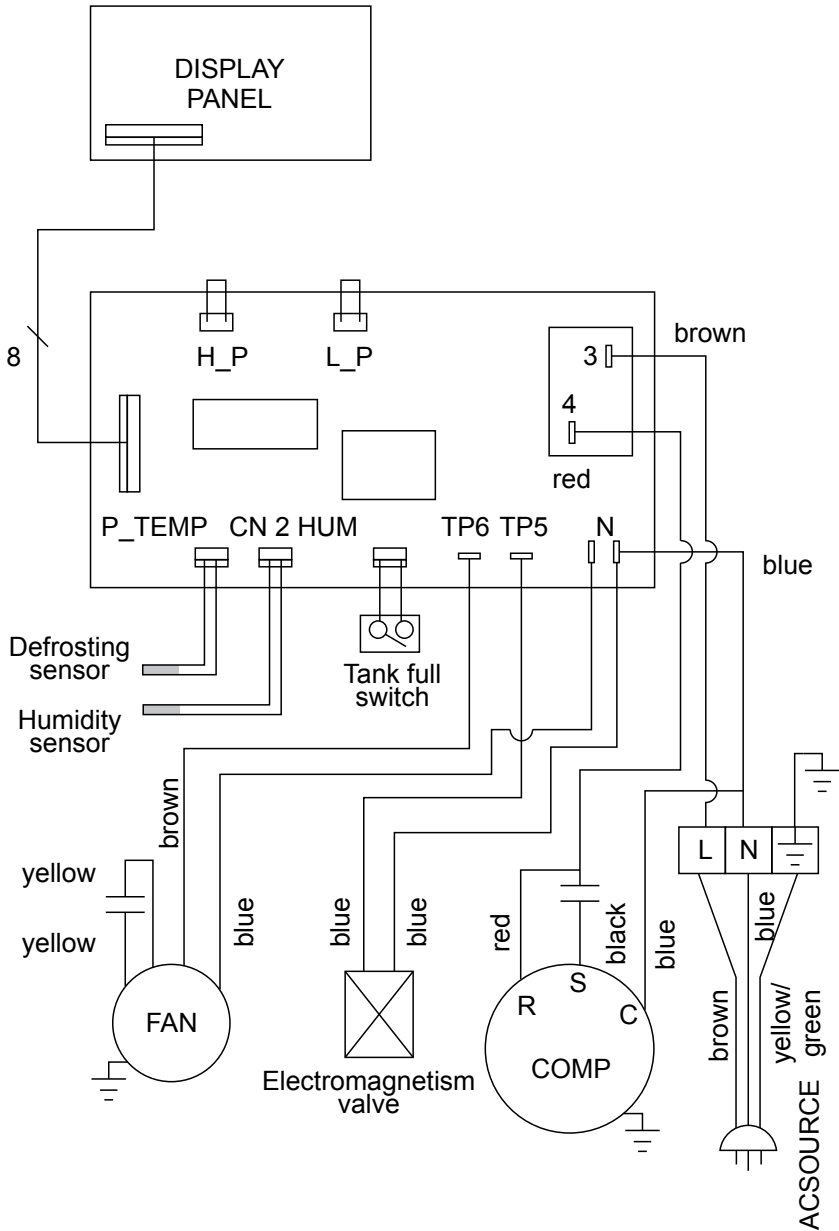 DISPLAY
PANEL
8
H_P
L_P
3
4
red
brown
P_TEMP
CN 2 HUM
TP6
TP5
N
blue
Defrosting
sensor
Humidity
sensor
Tank full
switch
brown
yellow
yellow
blue
blue
blue
red
black
blue
L
N
blue
brown
yellow/
green
FAN
Electromagnetism
valve
R
S
C
COMP
ACSOURCE